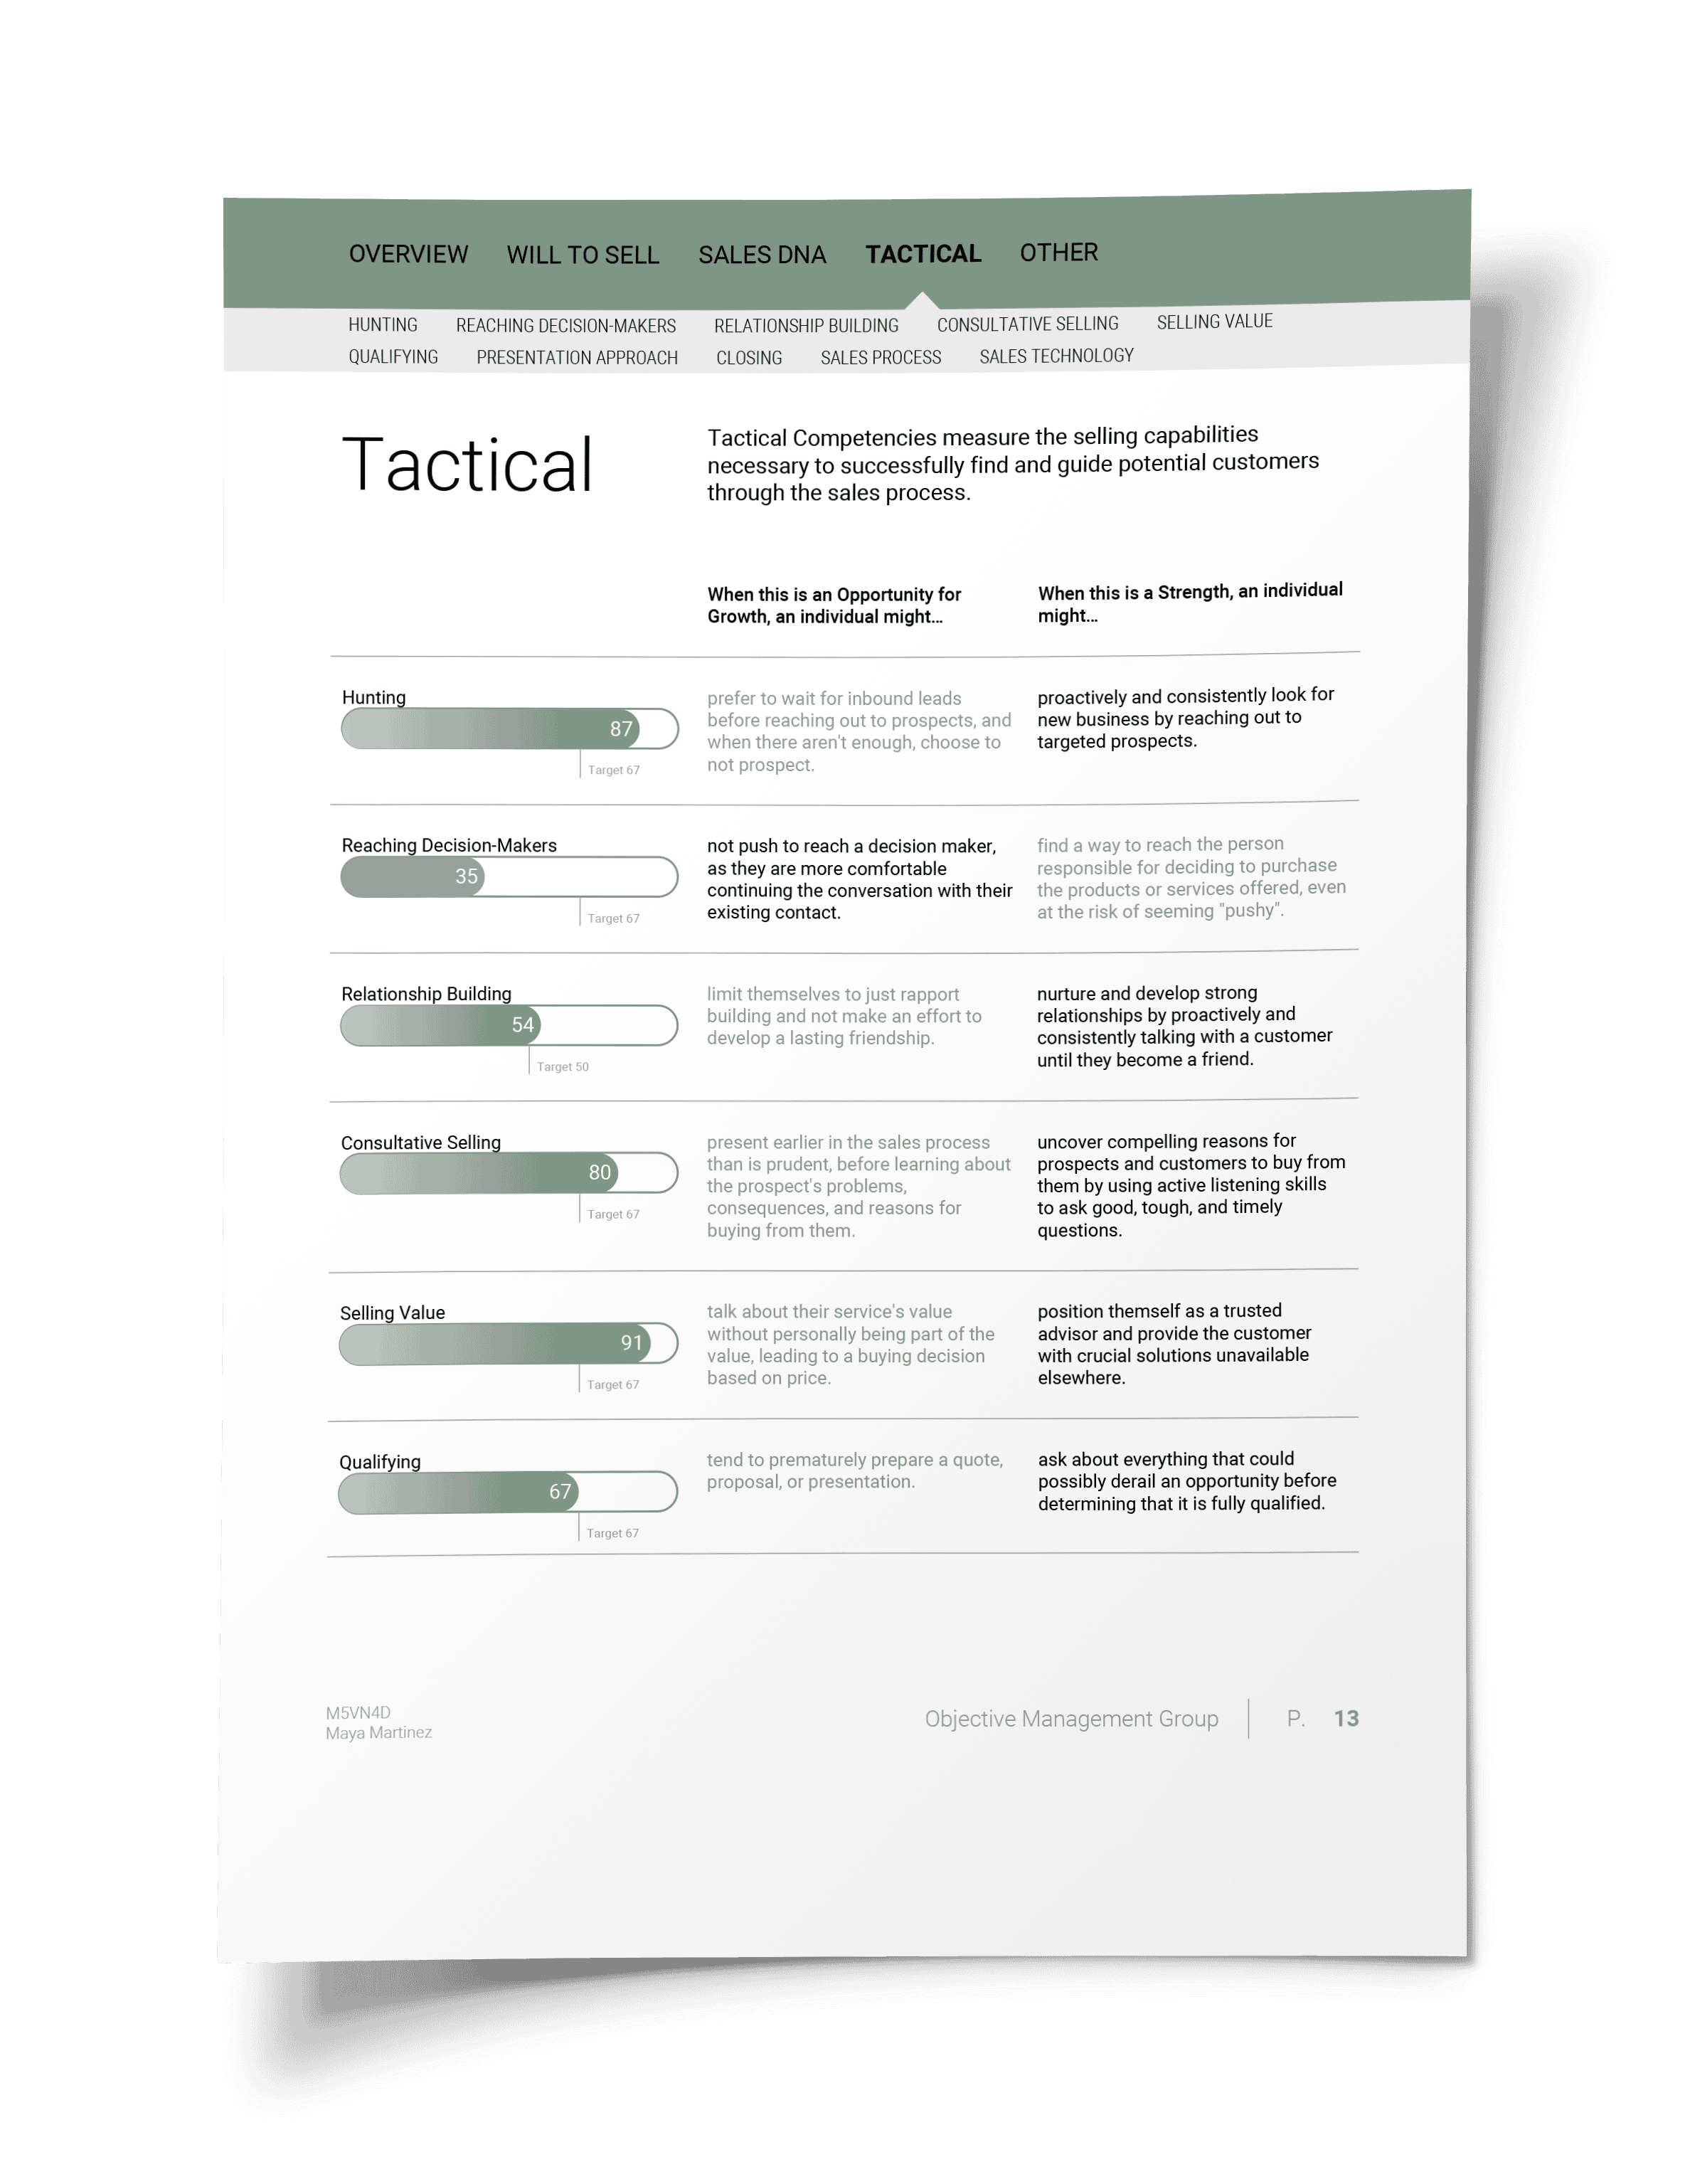 OVERVIEW WILL TO SELL SALES DNA TACTICAL OTHER
HUNTING REACHING DECISION-MAKERS RELATIONSHIP BUILDING CONSULTATIVE SELLING SELLING VALUE
QUALIFYING PRESENTATION APPROACH CLOSING SALES PROCESS SALES TECHNOLOGY
Tactical
Tactical Competencies measure the selling capabilities
necessary to successfully find and guide potential customers
through the sales process.
When this is an Opportunity for
Growth, an individual might...
When this is a Strength, an individual
might...
Hunting
87
Target 67
prefer to wait for inbound leads
before reaching out to prospects, and
when there aren't enough, choose to
not prospect.
proactively and consistently look for
new business by reaching out to
targeted prospects.
Reaching Decision-Makers
35
Target 67
not push to reach a decision maker,
as they are more comfortable
continuing the conversation with their
existing contact.
find a way to reach the person
responsible for deciding to purchase
the products or services offered, even
at the risk of seeming "pushy".
Relationship Building
54
Target 50
limit themselves to just rapport
building and not make an effort to
develop a lasting friendship.
nurture and develop strong
relationships by proactively and
consistently talking with a customer
until they become a friend.
Consultative Selling
80
Target 67
present earlier in the sales process
than is prudent, before learning about
the prospect's problems,
consequences, and reasons for
buying from them.
uncover compelling reasons for
prospects and customers to buy from
them by using active listening skills
to ask good, tough, and timely
questions.
Selling Value
91
Target 67
talk about their service's value
without personally being part of the
value, leading to a buying decision
based on price.
position themself as a trusted
advisor and provide the customer
with crucial solutions unavailable
elsewhere.
Qualifying
67
Target 67
tend to prematurely prepare a quote,
proposal, or presentation.
ask about everything that could
possibly derail an opportunity before
determining that it is fully qualified.
M5VN4D
Maya Martinez
Objective Management Group P. 13